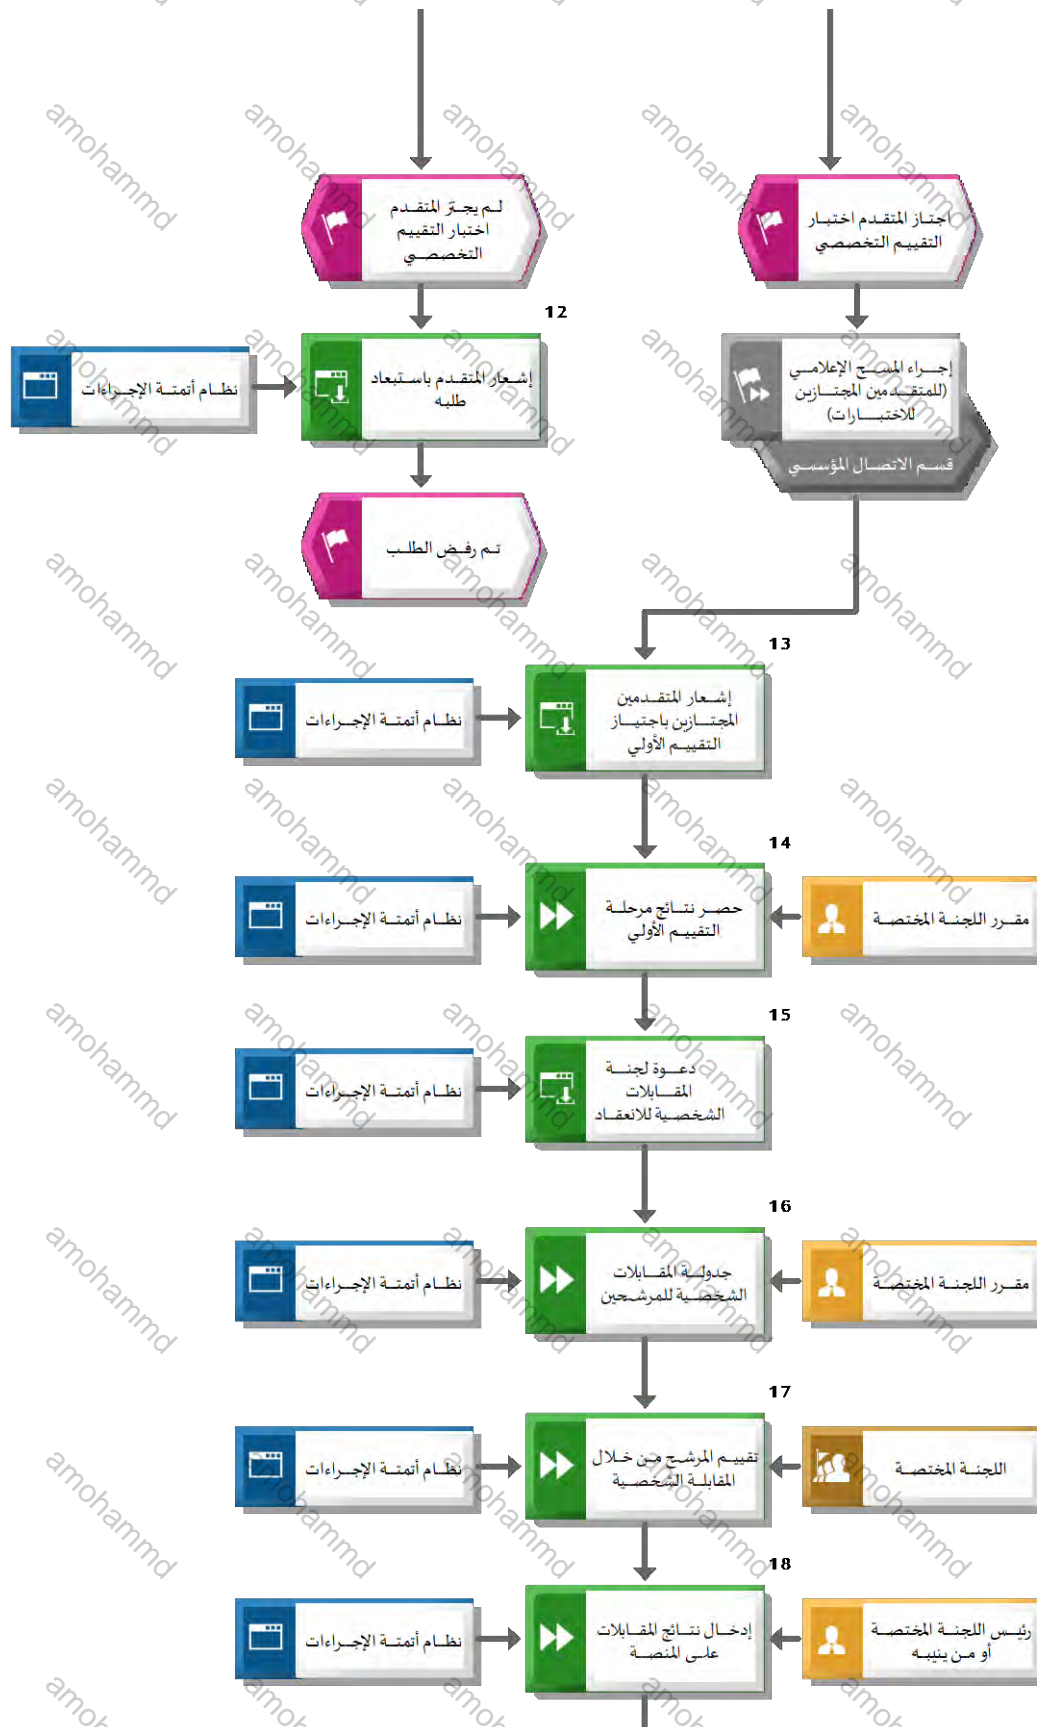 اجتاز المتقدم اختبار
التقييم التخصصي
لم يجتز المتقدم
اختبار التقييم
التخصصي
12
إجراء المسح الإعلامي
(للمتقدمين المجتازين
للاختبارات)
قسم الاتصال المؤسسي
إشعار المتقدم باستبعاد
طلبه
نظام أتمتة الإجراءات
تم رفض الطلب
13
إشعار المتقدمين
المجتازين باجتياز
التقييم الأولي
نظام أتمتة الإجراءات
14
مقرر اللجنة المختصة
حصر نتائج مرحلة
التقييم الأولي
نظام أتمتة الإجراءات
15
دعوة لجنة
المقابلات
الشخصية للانعقاد
نظام أتمتة الإجراءات
16
مقرر اللجنة المختصة
جدولة المقابلات
الشخصية للمرشحين
نظام أتمتة الإجراءات
17
اللجنة المختصة
تقييم المرشح من خلال
المقابلة الشخصية
نظام أتمتة الإجراءات
18
رئيس اللجنة المختصة
أو من ينيبه
إدخال نتائج المقابلات
على المنصة
نظام أتمتة الإجراءات
amohammd